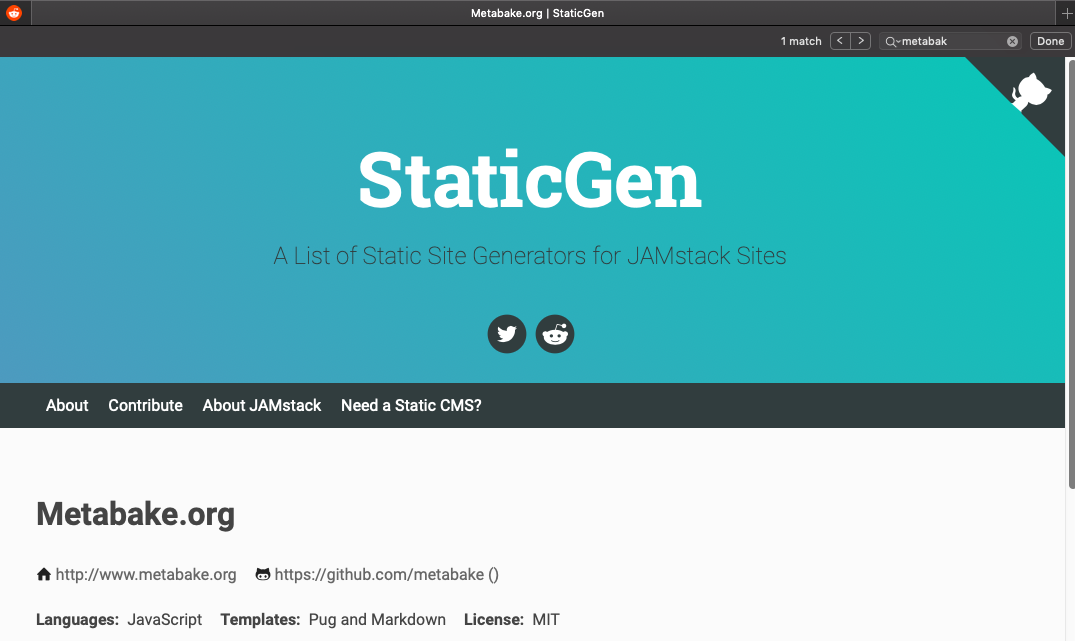 Metabake.org | StaticGen
1 match < > metabak Done
StaticGen
A List of Static Site Generators for JAMstack Sites
About Contribute About JAMstack Need a Static CMS?
Metabake.org
http://www.metabake.org https://github.com/metabake ()
Languages: JavaScript Templates: Pug and Markdown License: MIT